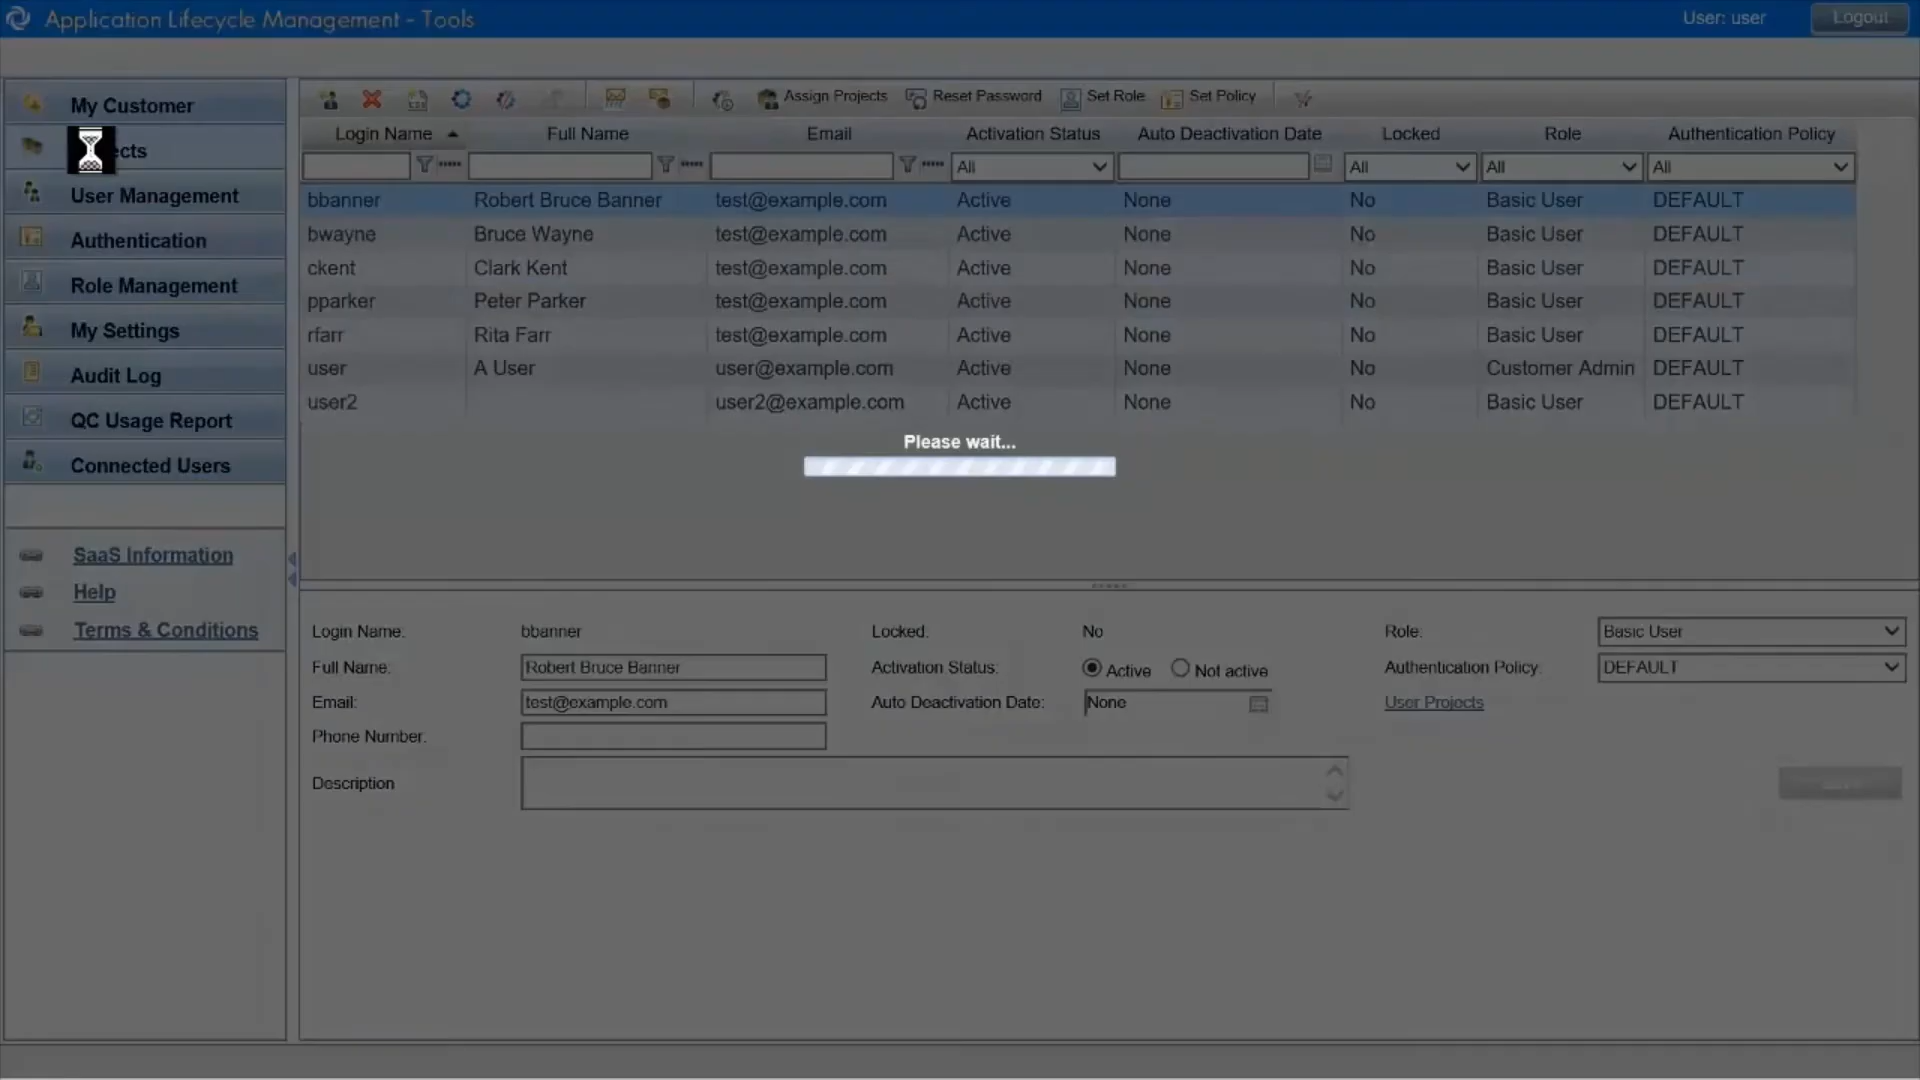 Application Lifecycle Management - Tools
User: user
Logout
My Customer
ects
User Management
Authentication
Role Management
My Settings
Audit Log
QC Usage Report
Connected Users
SaaS Information
Help
Terms & Conditions
Assign Projects Reset Password Set Role Set Policy
Login Name Full Name Email Activation Status Auto Deactivation Date Locked Role Authentication Policy
All All All All
bbanner Robert Bruce Banner test@example.com Active None No Basic User DEFAULT
bwayne Bruce Wayne test@example.com Active None No Basic User DEFAULT
ckent Clark Kent test@example.com Active None No Basic User DEFAULT
pparker Peter Parker test@example.com Active None No Basic User DEFAULT
rfarr Rita Farr test@example.com Active None No Basic User DEFAULT
user A User user@example.com Active None No Customer Admin DEFAULT
user2 user2@example.com Active None No Basic User DEFAULT
Please wait...
Login Name: bbanner Locked: No Role: Basic User
Full Name: Robert Bruce Banner Activation Status: Active Not active Authentication Policy: DEFAULT
Email: test@example.com Auto Deactivation Date: None User Projects
Phone Number:
Description